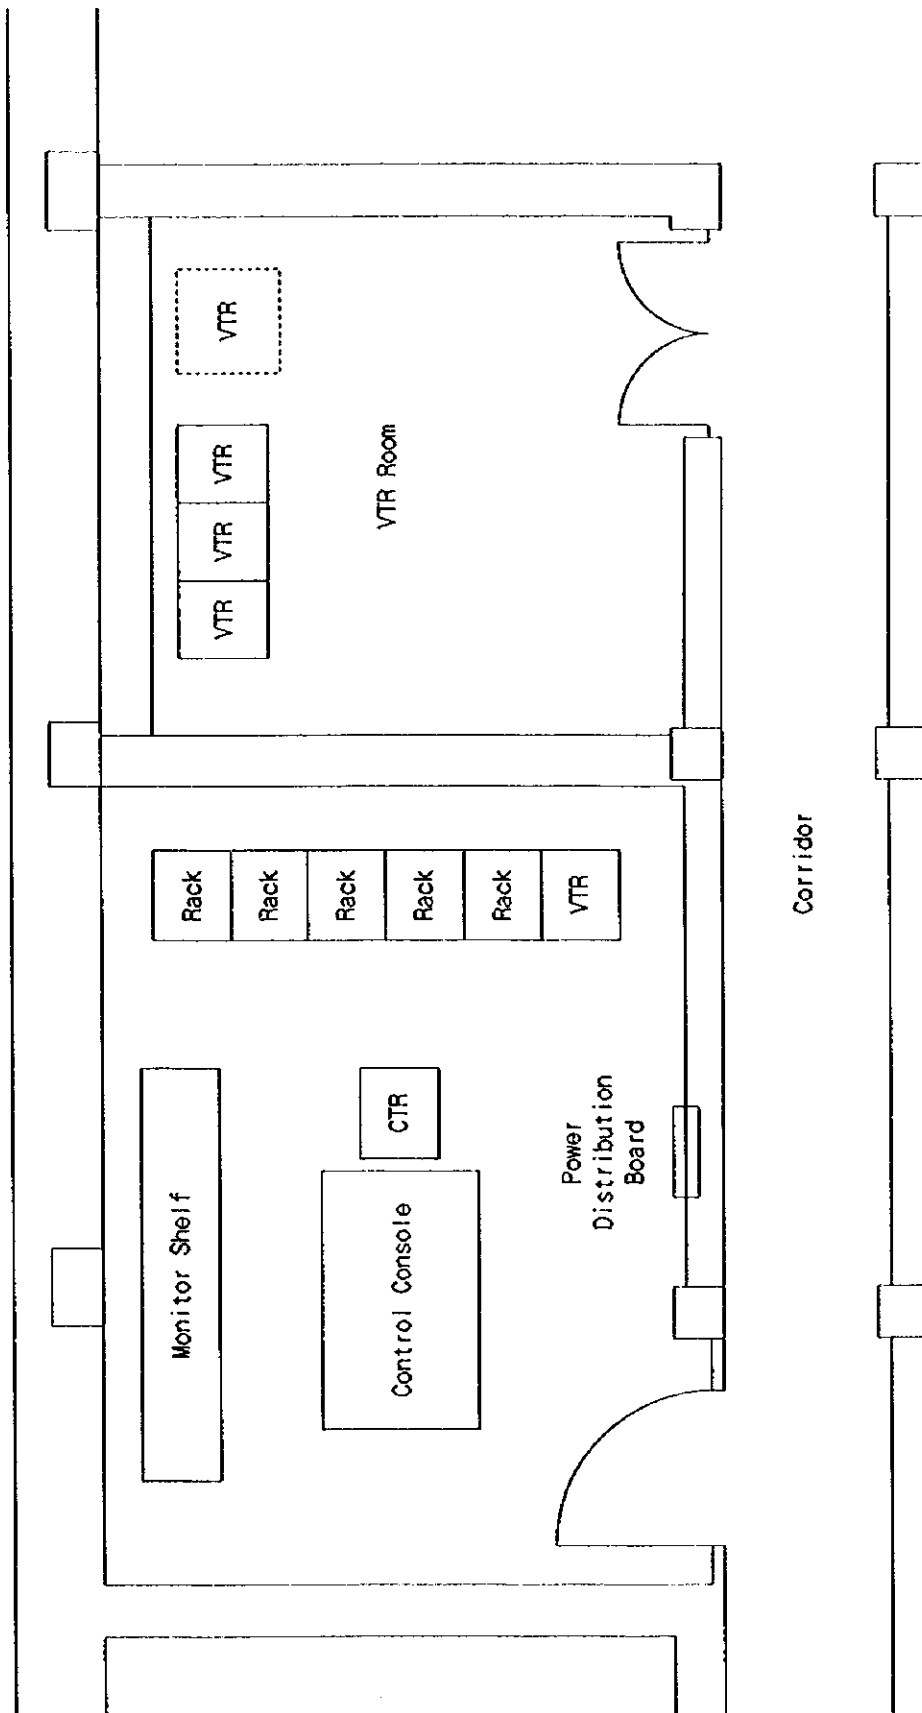 VTR
VTR
VTR
VTR
VTR Room
Rack
Rack
Rack
Rack
Rack
VTR
Corridor
Monitor Shelf
CTR
Control Console
Power
Distribution
Board